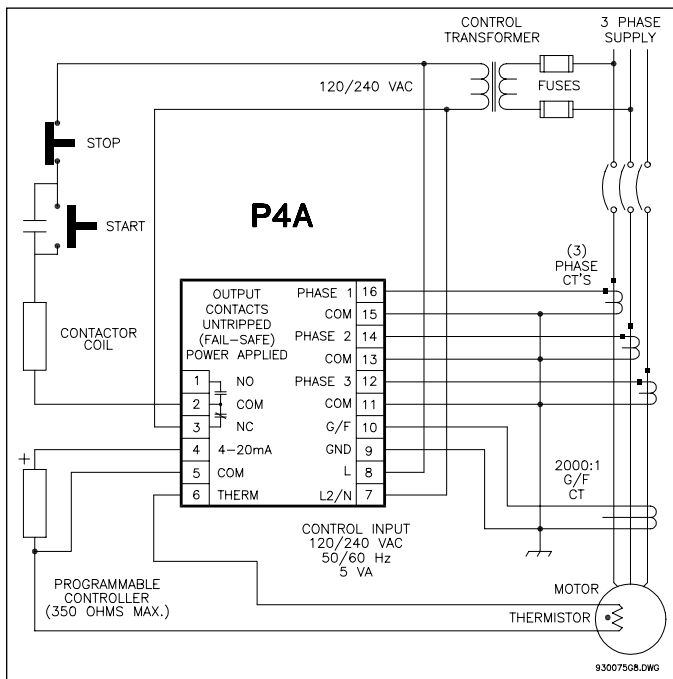 CONTROL
TRANSFORMER
3 PHASE
SUPPLY
120/240 VAC
FUSES
STOP
START
P4A
(3)
PHASE
CT'S
CONTACTOR
COIL
OUTPUT
CONTACTS
UNTRIPPED
(FAIL-SAFE)
POWER APPLIED
PHASE 1 16
COM 15
PHASE 2 14
COM 13
PHASE 3 12
COM 11
G/F 10
GND 9
L 8
L2/N 7
1 NO
2 COM
3 NC
4 4-20mA
5 COM
6 THERM
+
2000:1
G/F
CT
CONTROL INPUT
120/240 VAC
50/60 Hz
5 VA
PROGRAMMABLE
CONTROLLER
(350 OHMS MAX.)
MOTOR
THERMISTOR
930075G8.DWG